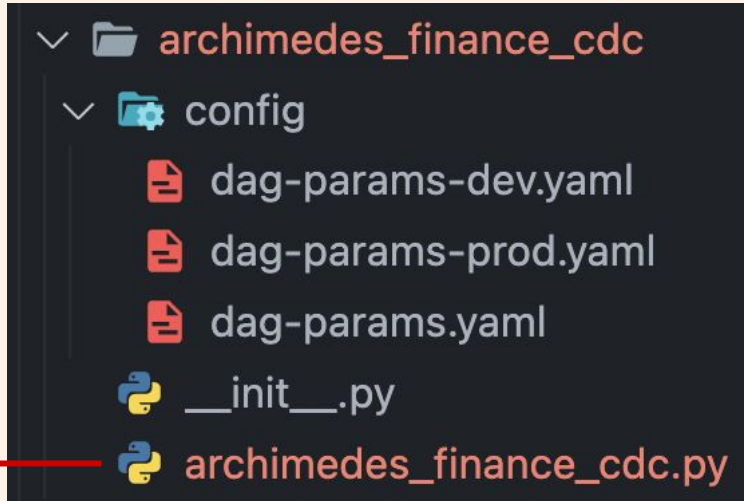 archimedes_finance_cdc
config
dag-params-dev.yaml
dag-params-prod.yaml
dag-params.yaml
__init__.py
archimedes_finance_cdc.py